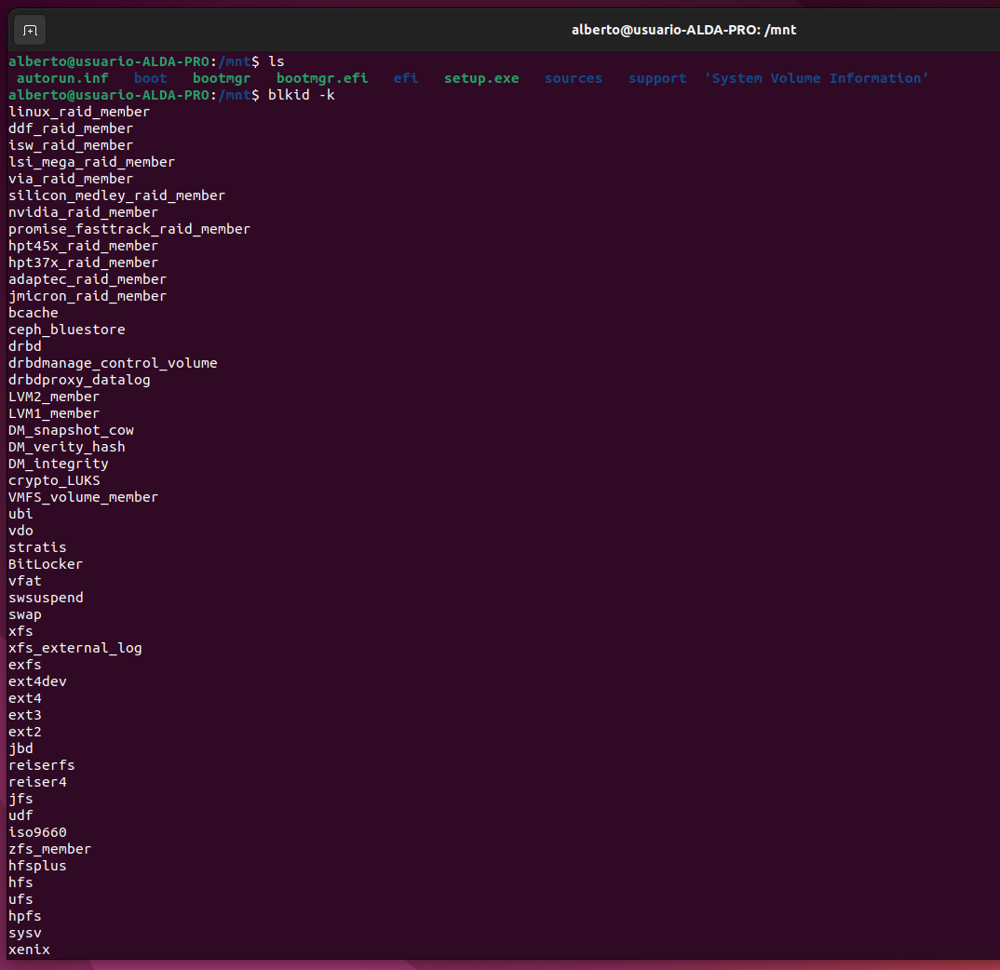 alberto@usuario-ALDA-PRO: /mnt
alberto@usuario-ALDA-PRO:/mnt$ ls
autorun.inf boot bootmgr bootmgr.efi efi setup.exe sources support 'System Volume Information'
alberto@usuario-ALDA-PRO:/mnt$ blkid -k
linux_raid_member
ddf_raid_member
isw_raid_member
lsi_mega_raid_member
via_raid_member
silicon_medley_raid_member
nvidia_raid_member
promise_fasttrack_raid_member
hpt45x_raid_member
hpt37x_raid_member
adaptec_raid_member
jmicron_raid_member
bcache
ceph_bluestore
drbd
drbdmanage_control_volume
drbdproxy_datalog
LVM2_member
LVM1_member
DM_snapshot_cow
DM_verity_hash
DM_integrity
crypto_LUKS
VMFS_volume_member
ubi
vdo
stratis
BitLocker
vfat
swsuspend
swap
xfs
xfs_external_log
exfs
ext4dev
ext4
ext3
ext2
jbd
reiserfs
reiser4
jfs
udf
iso9660
zfs_member
hfsplus
hfs
ufs
hpfs
sysv
xenix